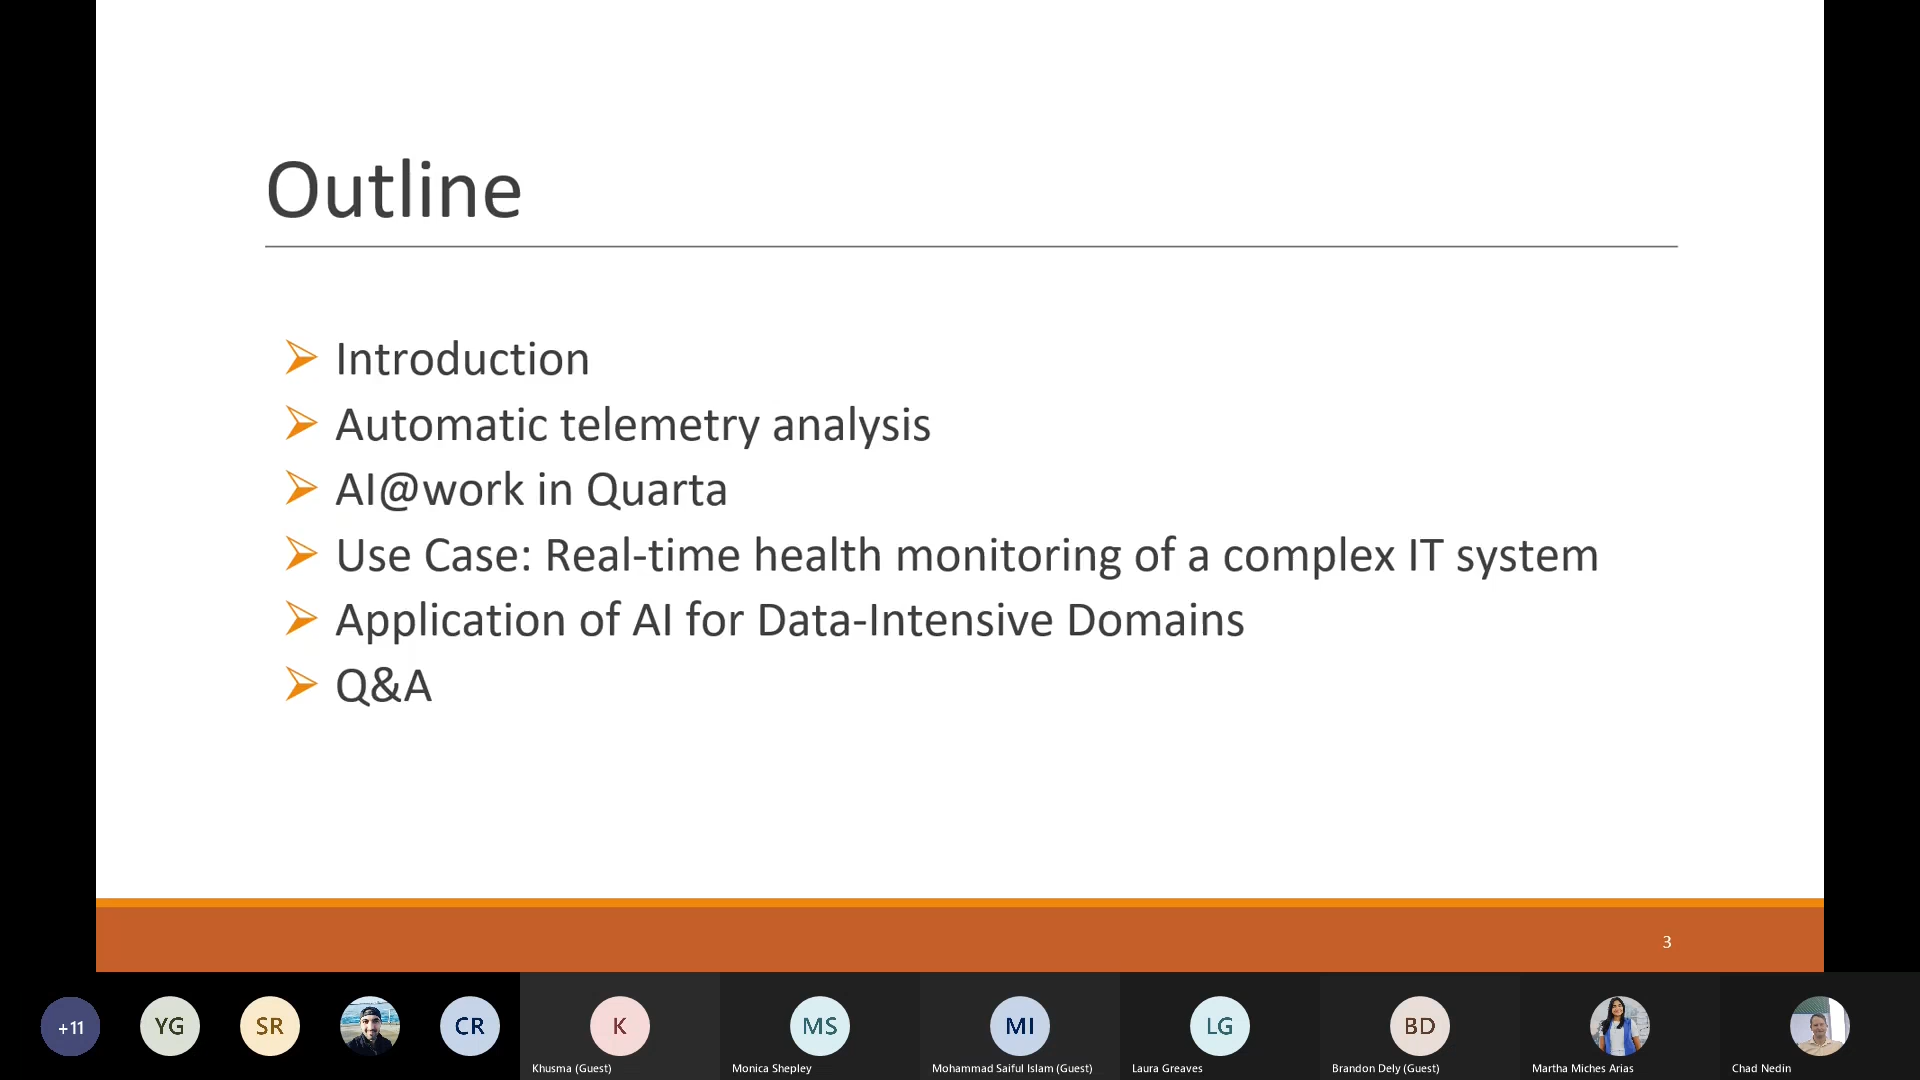 Outline
Introduction
Automatic telemetry analysis
AI@work in Quarta
Use Case: Real-time health monitoring of a complex IT system
Application of AI for Data-Intensive Domains
Q&A
3
+11
YG
SR
CR
K
MS
MI
LG
BD
Khusma (Guest)
Monica Shepley
Mohammad Saiful Islam (Guest)
Laura Greaves
Brandon Dely (Guest)
Martha Miches Arias
Chad Nedin